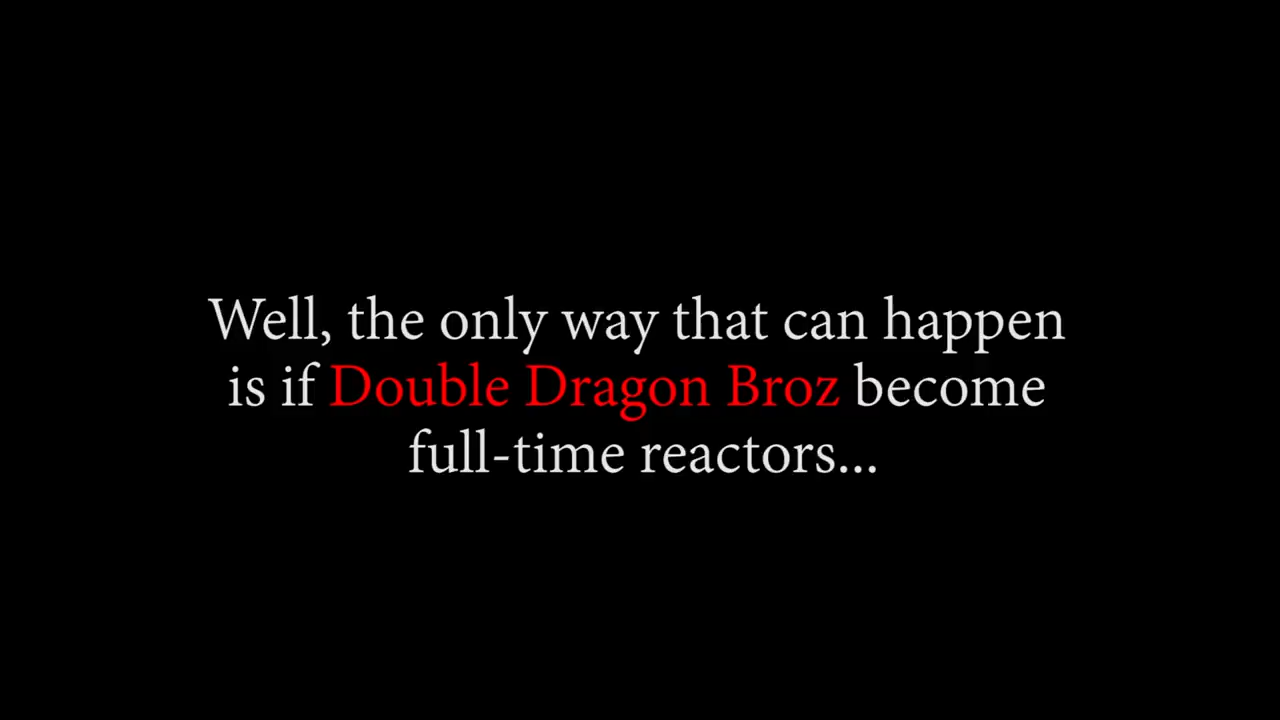 Well, the only way that can happen
is if Double Dragon Broz become
full-time reactors...